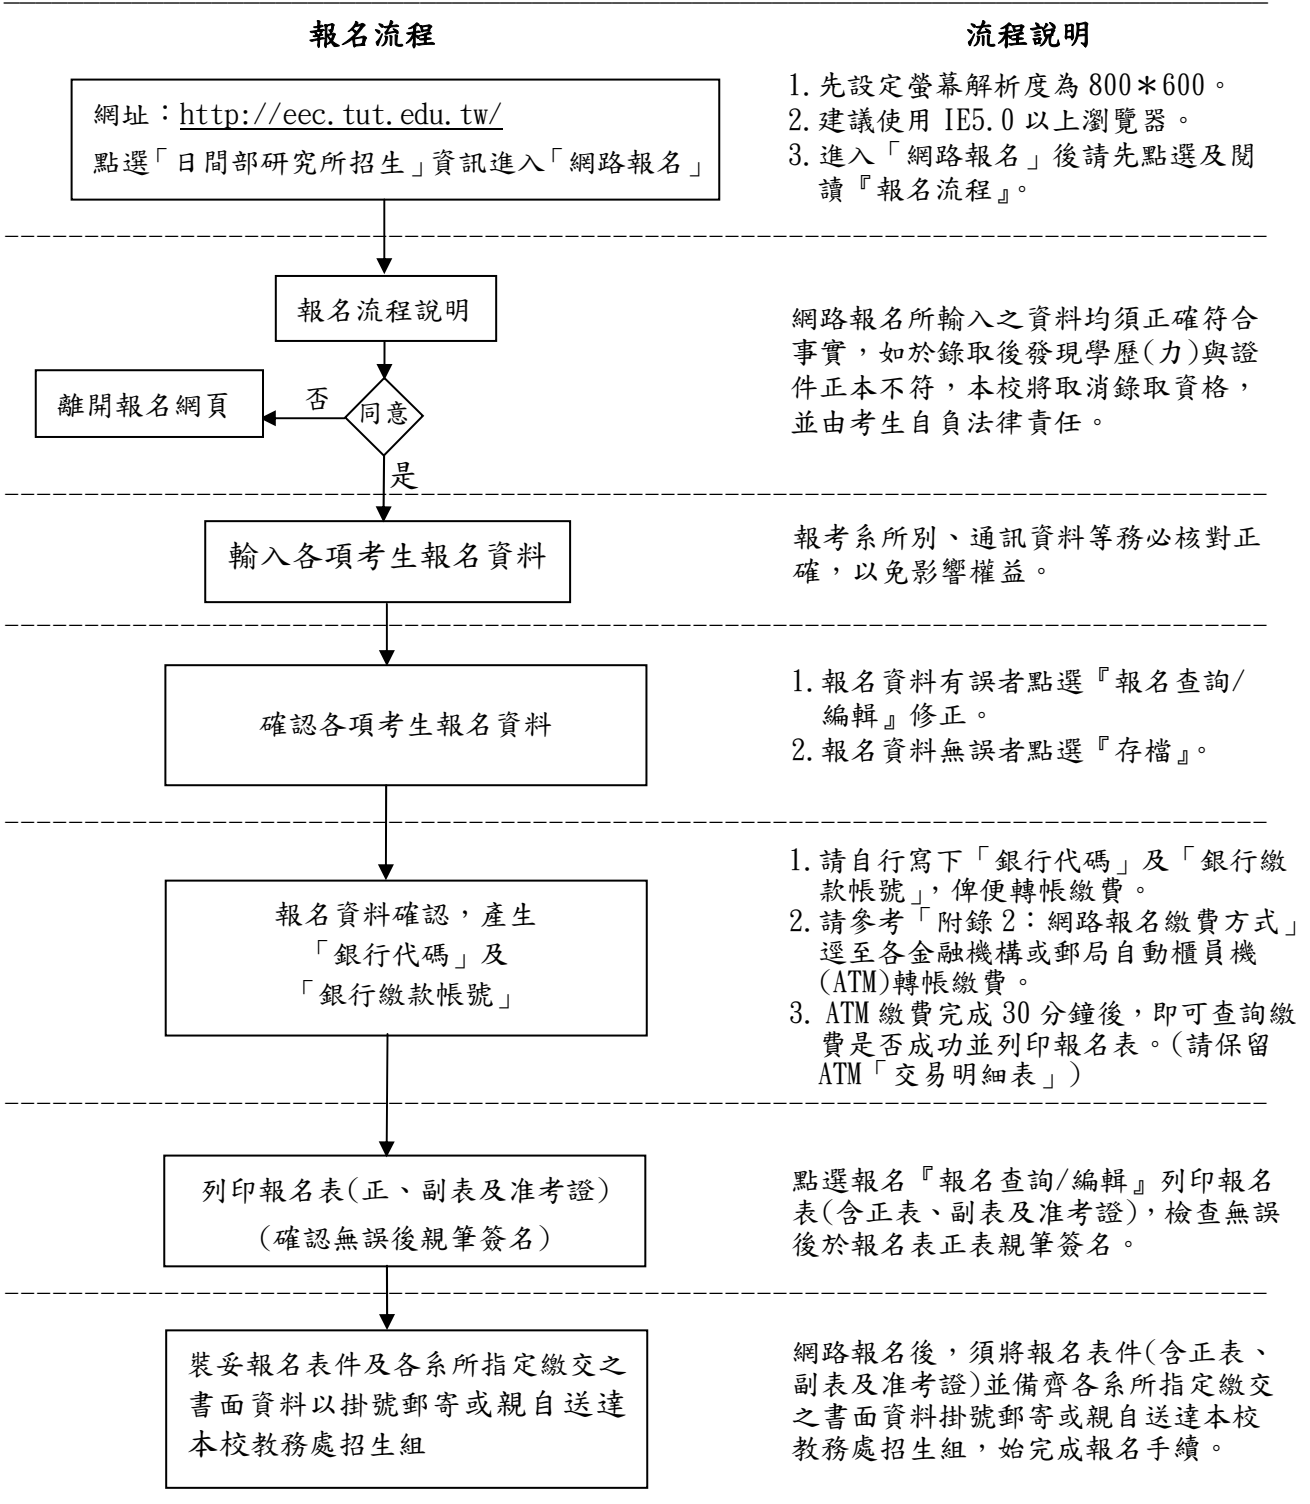 報名流程
流程說明
網址：http://eec.tut.edu.tw/
點選「日間部研究所招生」資訊進入「網路報名」
1.先設定螢幕解析度為800＊600。
2.建議使用 IE5.0 以上瀏覽器。
3.進入「網路報名」後請先點選及閱
讀『報名流程』。
報名流程說明
離開報名網頁
否
同意
是
網路報名所輸入之資料均須正確符合
事實，如於錄取後發現學歷(力)與證
件正本不符，本校將取消錄取資格，
並由考生自負法律責任。
輸入各項考生報名資料
報考系所別、通訊資料等務必核對正
確，以免影響權益。
確認各項考生報名資料
1.報名資料有誤者點選『報名查詢/
編輯』修正。
2.報名資料無誤者點選『存檔』。
報名資料確認，產生
「銀行代碼」及
「銀行繳款帳號」
1.請自行寫下「銀行代碼」及「銀行繳
款帳號」，俾便轉帳繳費。
2.請參考「附錄 2：網路報名繳費方式」
逕至各金融機構或郵局自動櫃員機
(ATM)轉帳繳費。
3. ATM 繳費完成 30 分鐘後，即可查詢繳
費是否成功並列印報名表。(請保留
ATM「交易明細表」)
列印報名表(正、副表及准考證)
(確認無誤後親筆簽名)
點選報名『報名查詢/編輯』列印報名
表(含正表、副表及准考證)，檢查無誤
後於報名表正表親筆簽名。
裝妥報名表件及各系所指定繳交之
書面資料以掛號郵寄或親自送達
本校教務處招生組
網路報名後，須將報名表件(含正表、
副表及准考證)並備齊各系所指定繳交
之書面資料掛號郵寄或親自送達本校
教務處招生組，始完成報名手續。